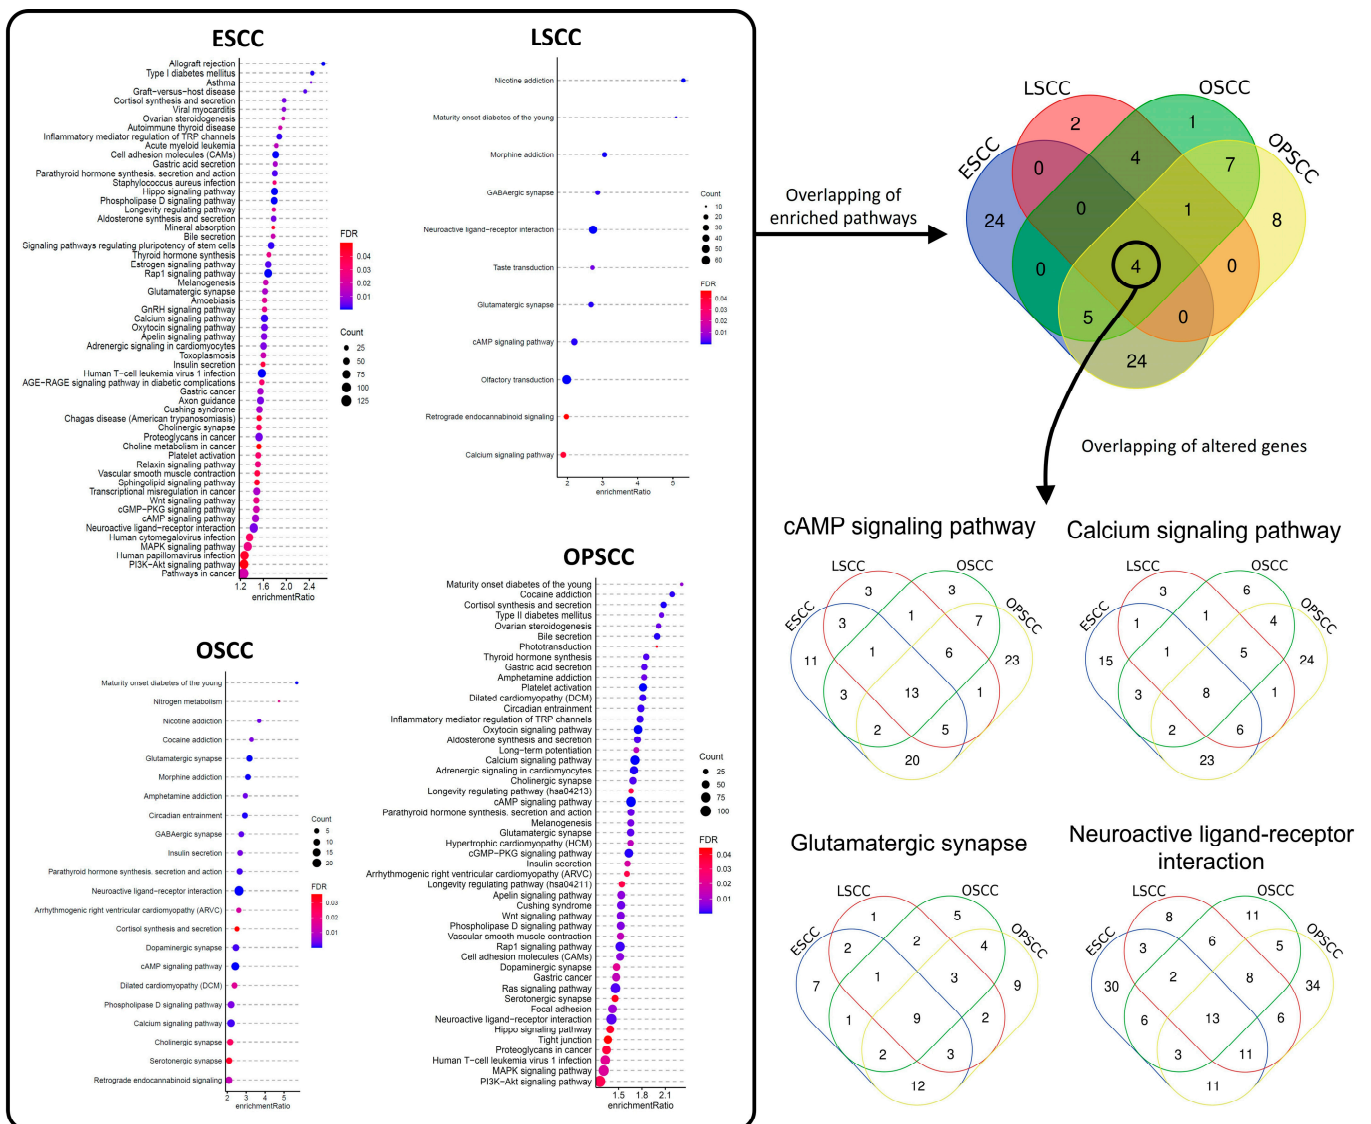 ESCC
Allograft rejection
Type I diabetes mellitus
Asthma
Graft-versus-host disease
Cortisol synthesis and secretion
Viral myocarditis
Ovarian steroidogenesis
Autoimmune thyroid disease
Inflammatory mediator regulation of TRP channels
Acute myeloid leukemia
Cell adhesion molecules (CAMs)
Gastric acid secretion
Parathyroid hormone synthesis, secretion and action
Staphylococcus aureus infection
Hippo signaling pathway
Phospholipase D signaling pathway
Longevity regulating pathway
Aldosterone synthesis and secretion
Mineral absorption
Bile secretion
Signaling pathways regulating pluripotency of stem cells
Thyroid hormone synthesis
Estrogen signaling pathway
Rap1 signaling pathway
Melanogenesis
Glutamatergic synapse
Amoebiasis
GnRH signaling pathway
Calcium signaling pathway
Oxytocin signaling pathway
Apelin signaling pathway
Adrenergic signaling in cardiomyocytes
Toxoplasmosis
Insulin secretion
Human T-cell leukemia virus 1 infection
AGE-RAGE signaling pathway in diabetic complications
Gastric cancer
Axon guidance
Cushing syndrome
Chagas disease (American trypanosomiasis)
Cholinergic synapse
Proteoglycans in cancer
Choline metabolism in cancer
Platelet activation
Relaxin signaling pathway
Vascular smooth muscle contraction
Sphingolipid signaling pathway
Transcriptional misregulation in cancer
Wnt signaling pathway
cGMP-PKG signaling pathway
cAMP signaling pathway
Neuroactive ligand-receptor interaction
Human cytomegalovirus infection
MAPK signaling pathway
Human papillomavirus infection
PI3K-Akt signaling pathway
Pathways in cancer
1.2 1.6 2.0 2.4
enrichmentRatio
FDR
0.04
0.03
0.02
0.01
Count
25
50
75
100
125
LSCC
Nicotine addiction
Maturity onset diabetes of the young
Morphine addiction
GABAergic synapse
Neuroactive ligand-receptor interaction
Taste transduction
Glutamatergic synapse
cAMP signaling pathway
Olfactory transduction
Retrograde endocannabinoid signaling
Calcium signaling pathway
2 3 4 5
enrichmentRatio
Count
10
20
30
40
50
60
FDR
0.04
0.03
0.02
0.01
OSCC
Maturity onset diabetes of the young
Nitrogen metabolism
Nicotine addiction
Cocaine addiction
Glutamatergic synapse
Morphine addiction
Amphetamine addiction
Circadian entrainment
GABAergic synapse
Insulin secretion
Parathyroid hormone synthesis, secretion and action
Neuroactive ligand-receptor interaction
Arrhythmogenic right ventricular cardiomyopathy (ARVC)
Cortisol synthesis and secretion
Dopaminergic synapse
cAMP signaling pathway
Dilated cardiomyopathy (DCM)
Phospholipase D signaling pathway
Calcium signaling pathway
Cholinergic synapse
Serotonergic synapse
Retrograde endocannabinoid signaling
2 3 4 5
enrichmentRatio
Count
5
10
15
20
FDR
0.03
0.02
0.01
OPSCC
Maturity onset diabetes of the young
Cocaine addiction
Cortisol synthesis and secretion
Type II diabetes mellitus
Ovarian steroidogenesis
Bile secretion
Phototransduction
Thyroid hormone synthesis
Gastric acid secretion
Amphetamine addiction
Platelet activation
Dilated cardiomyopathy (DCM)
Circadian entrainment
Inflammatory mediator regulation of TRP channels
Oxytocin signaling pathway
Aldosterone synthesis and secretion
Long-term potentiation
Calcium signaling pathway
Adrenergic signaling in cardiomyocytes
Cholinergic synapse
Longevity regulating pathway (hsa04213)
cAMP signaling pathway
Parathyroid hormone synthesis, secretion and action
Melanogenesis
Glutamatergic synapse
Hypertrophic cardiomyopathy (HCM)
cGMP-PKG signaling pathway
Insulin secretion
Arrhythmogenic right ventricular cardiomyopathy (ARVC)
Longevity regulating pathway (hsa04211)
Apelin signaling pathway
Cushing syndrome
Wnt signaling pathway
Phospholipase D signaling pathway
Vascular smooth muscle contraction
Rap1 signaling pathway
Cell adhesion molecules (CAMs)
Dopaminergic synapse
Gastric cancer
Ras signaling pathway
Serotonergic synapse
Focal adhesion
Neuroactive ligand-receptor interaction
Hippo signaling pathway
Tight junction
Proteoglycans in cancer
Human T-cell leukemia virus 1 infection
MAPK signaling pathway
PI3K-Akt signaling pathway
1.5 1.8 2.1
enrichmentRatio
Count
25
50
75
100
FDR
0.04
0.03
0.02
0.01
Overlapping of
enriched pathways
LSCC OSCC
ESCC OPSCC
2 1
0 4 7
24 0 1 8
0 4 0
5 0
24
Overlapping of altered genes
cAMP signaling pathway
LSCC OSCC
ESCC OPSCC
3 3
3 1 7
11 1 6 23
3 13 1
2 5
20
Calcium signaling pathway
LSCC OSCC
ESCC OPSCC
3 6
1 1 4
15 1 5 24
3 8 1
2 6
23
Glutamatergic synapse
LSCC OSCC
ESCC OPSCC
1 5
2 2 4
7 1 3 9
1 9 2
2 3
12
Neuroactive ligand-receptor
interaction
LSCC OSCC
ESCC OPSCC
8 11
3 6 5
30 2 8 34
6 13 6
3 11
11